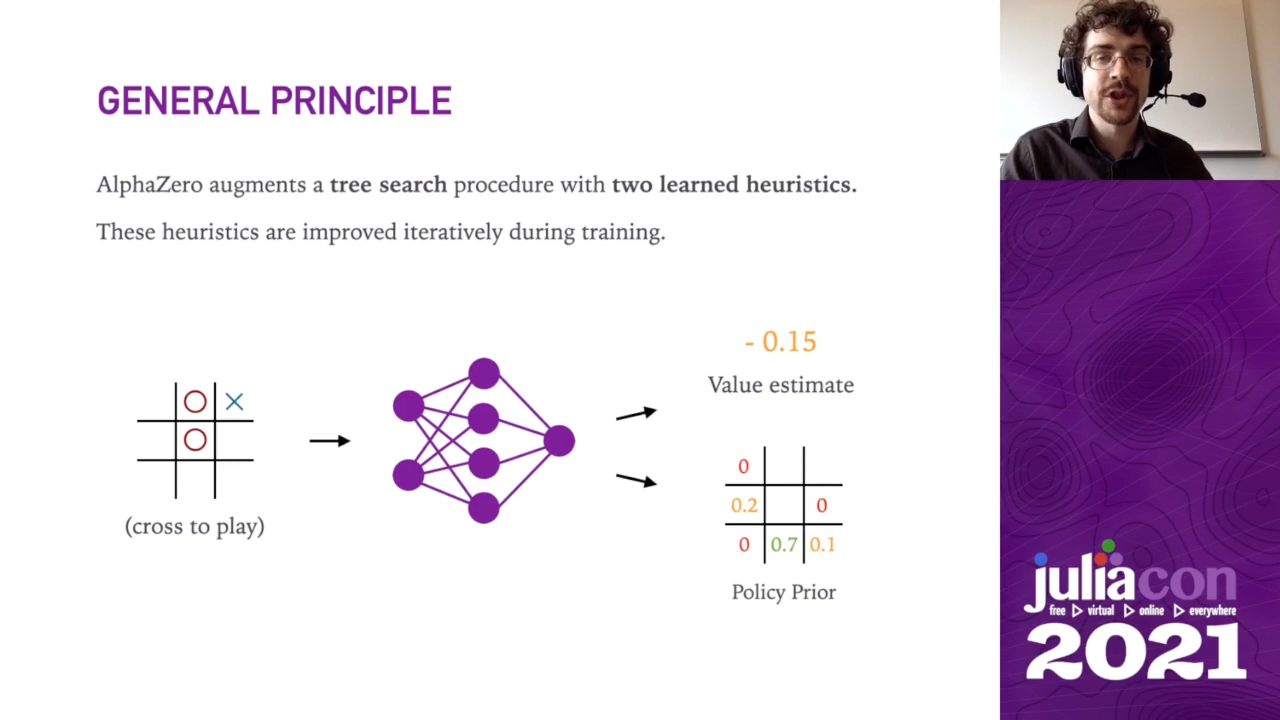 GENERAL PRINCIPLE
AlphaZero augments a tree search procedure with two learned heuristics.
These heuristics are improved iteratively during training.
- 0.15
Value estimate
(cross to play)
0
0.2 0
0 0.7 0.1
Policy Prior
juliacon
free ▷ virtual ▷ online ▷ everywhere
2021